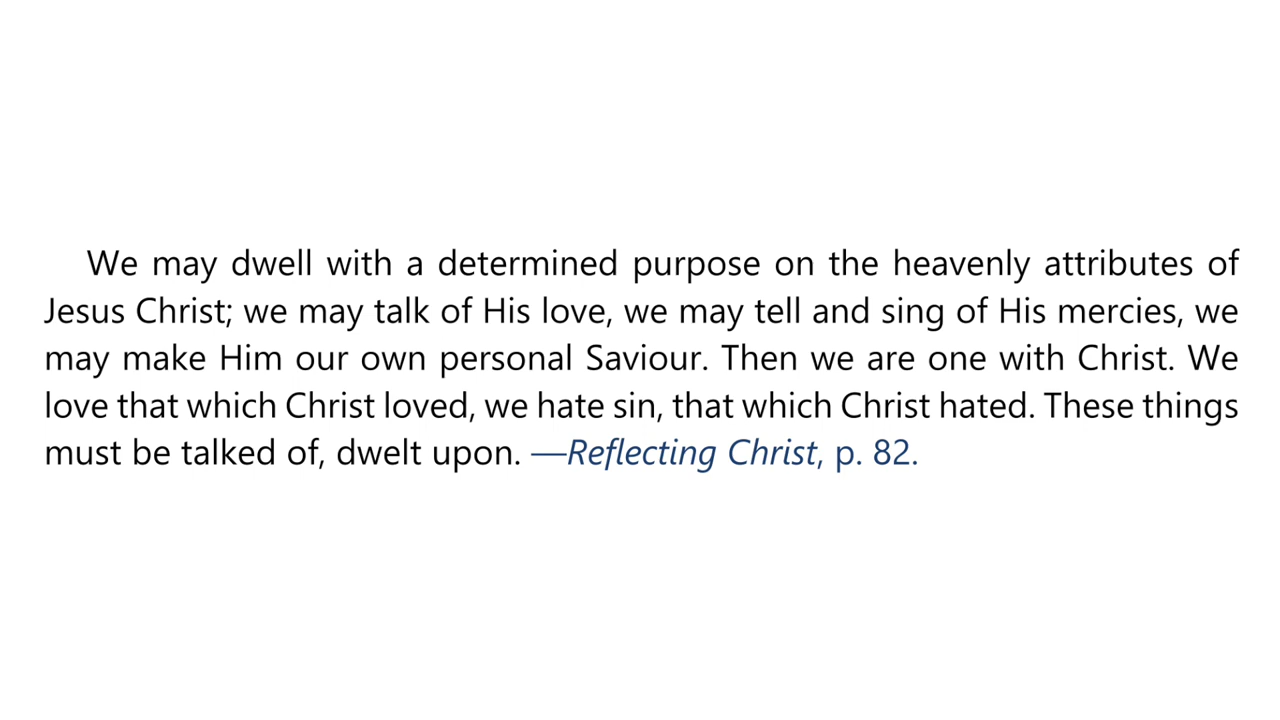 We may dwell with a determined purpose on the heavenly attributes of
Jesus Christ; we may talk of His love, we may tell and sing of His mercies, we
may make Him our own personal Saviour. Then we are one with Christ. We
love that which Christ loved, we hate sin, that which Christ hated. These things
must be talked of, dwelt upon. —Reflecting Christ, p. 82.